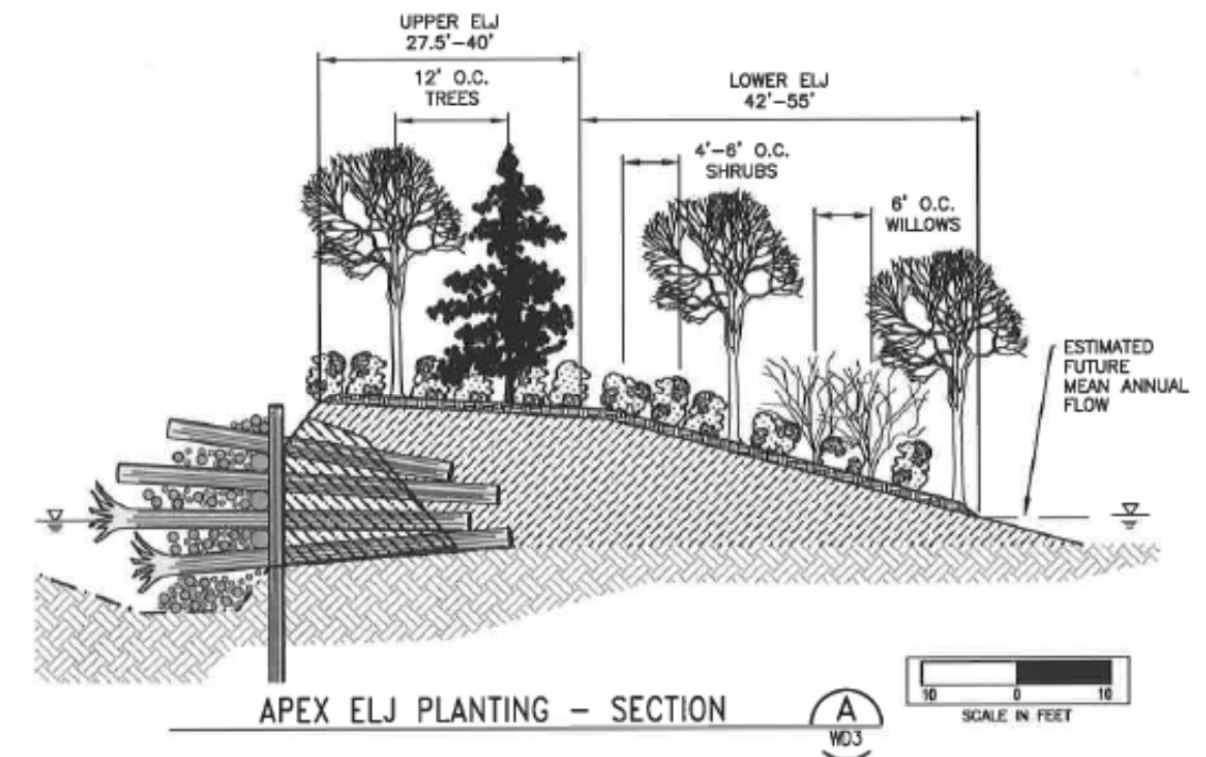 UPPER ELJ
27.5'-40'
12' O.C.
TREES
LOWER ELJ
42'-55'
4'-6' O.C.
SHRUBS
6' O.C.
WILLOWS
ESTIMATED
FUTURE
MEAN ANNUAL
FLOW
APEX ELJ PLANTING - SECTION
A
WD3
10 0 10
SCALE IN FEET